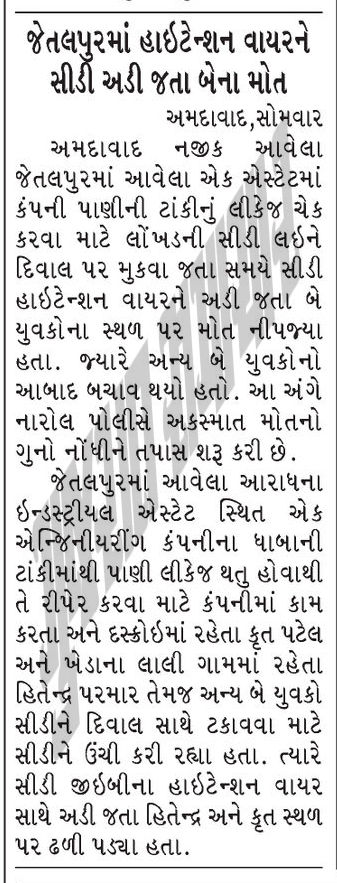 જેતલપુરમાં હાઇટેન્શન વાયરને
સીડી અડી જતા બેના મોત
અમદાવાદ,સોમવાર
અમદાવાદ નજીક આવેલા
જેતલપુરમાં આવેલા એક એસ્ટેટમાં
કંપની પાણીની ટાંકીનું લીકેજ ચેક
કરવા માટે લોંખડની સીડી લઇને
દિવાલ પર મુકવા જતા સમયે સીડી
હાઇટેન્શન વાયરને અડી જતા બે
યુવકોના સ્થળ પર મોત નીપજ્યા
હતા. જ્યારે અન્ય બે યુવકોનો
આબાદ બચાવ થયો હતો. આ અંગે
નારોલ પોલીસે અકસ્માત મોતનો
ગુનો નોંધીને તપાસ શરૂ કરી છે.
જેતલપુરમાં આવેલા આરાધના
ઇન્ડસ્ટ્રીયલ એસ્ટેટ સ્થિત એક
એન્જિનીયરીંગ કંપનીના ધાબાની
ટાંકીમાંથી પાણી લીકેજ થતુ હોવાથી
તે રીપેર કરવા માટે કંપનીમાં કામ
કરતા અને દસ્ક્રોઇમાં રહેતા કૃત પટેલ
અને ખેડાના લાલી ગામમાં રહેતા
હિતેન્દ્ર પરમાર તેમજ અન્ય બે યુવકો
સીડીને દિવાલ સાથે ટકાવવા માટે
સીડીને ઉંચી કરી રહ્યા હતા. ત્યારે
સીડી જીઇબીના હાઇટેન્શન વાયર
સાથે અડી જતા હિતેન્દ્ર અને કૃત સ્થળ
પર ઢળી પડ્યા હતા.